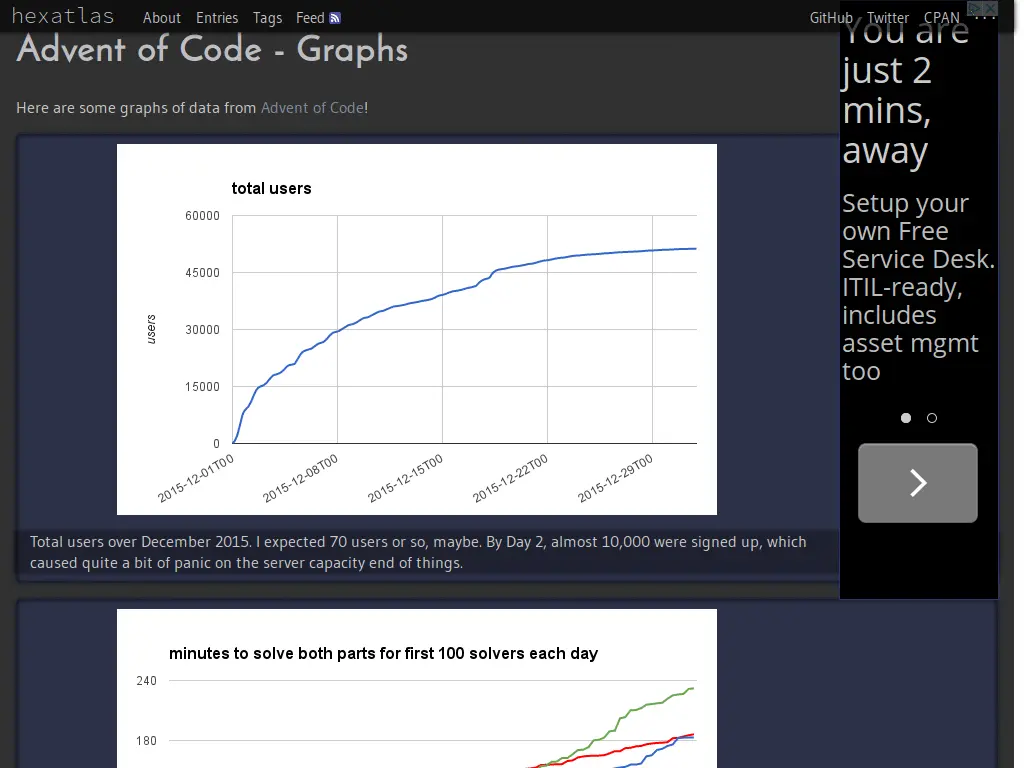 hexatlas About Entries Tags Feed GitHub Twitter CPAN ...
Advent of Code - Graphs
Here are some graphs of data from Advent of Code!
total users
60000
45000
30000
15000
0
users
2015-12-01T00
2015-12-08T00
2015-12-15T00
2015-12-22T00
2015-12-29T00
Total users over December 2015. I expected 70 users or so, maybe. By Day 2, almost 10,000 were signed up, which
caused quite a bit of panic on the server capacity end of things.
minutes to solve both parts for first 100 solvers each day
240
180
You are
just 2
mins,
away
Setup your
own Free
Service Desk.
ITIL-ready,
includes
asset mgmt
too